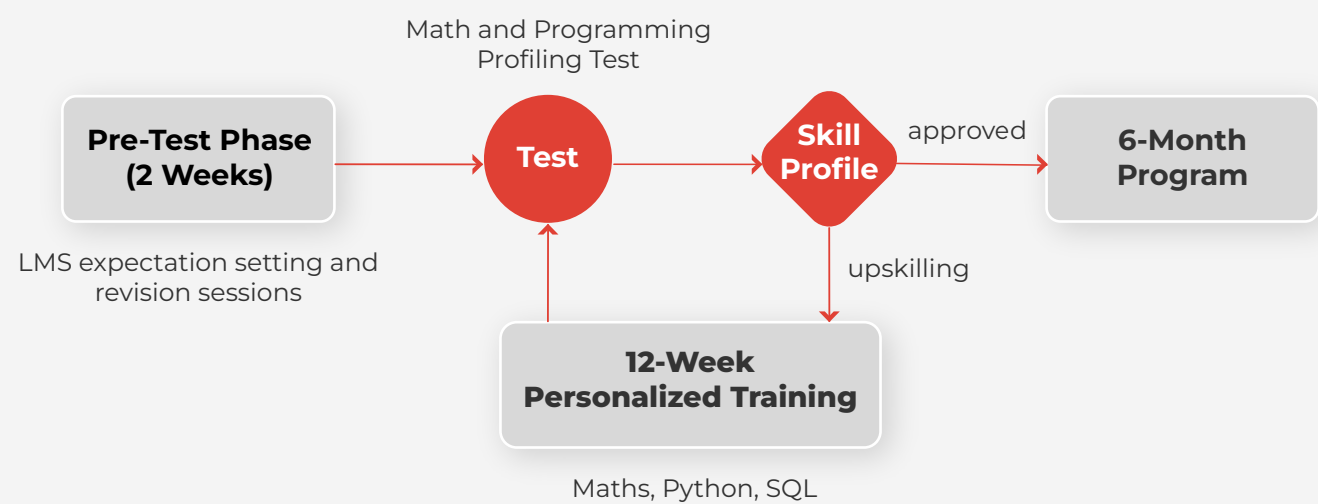 Math and Programming
Profiling Test
Pre-Test Phase
(2 Weeks)
Test
Skill
Profile
approved
6-Month
Program
LMS expectation setting and
revision sessions
upskilling
12-Week
Personalized Training
Maths, Python, SQL